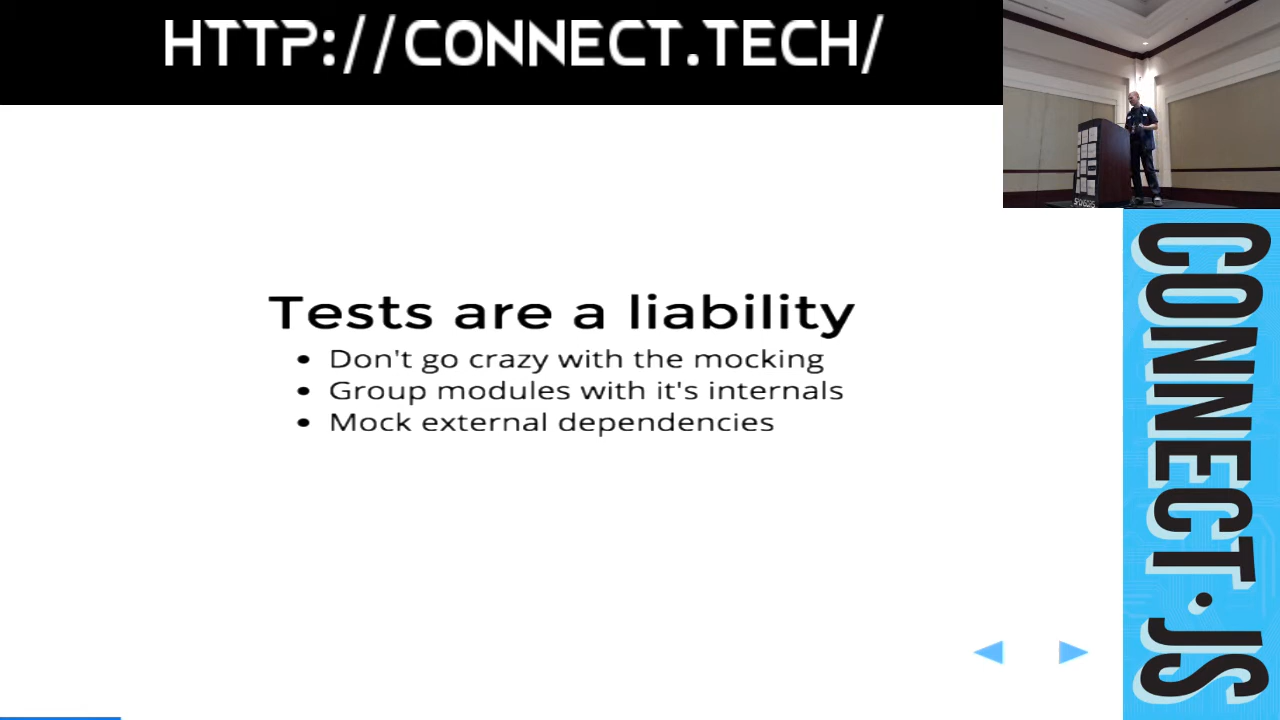 HTTP://CONNECT.TECH/
Tests are a liability
• Don't go crazy with the mocking
• Group modules with it's internals
• Mock external dependencies
SPONSORS
CONNECT.JS